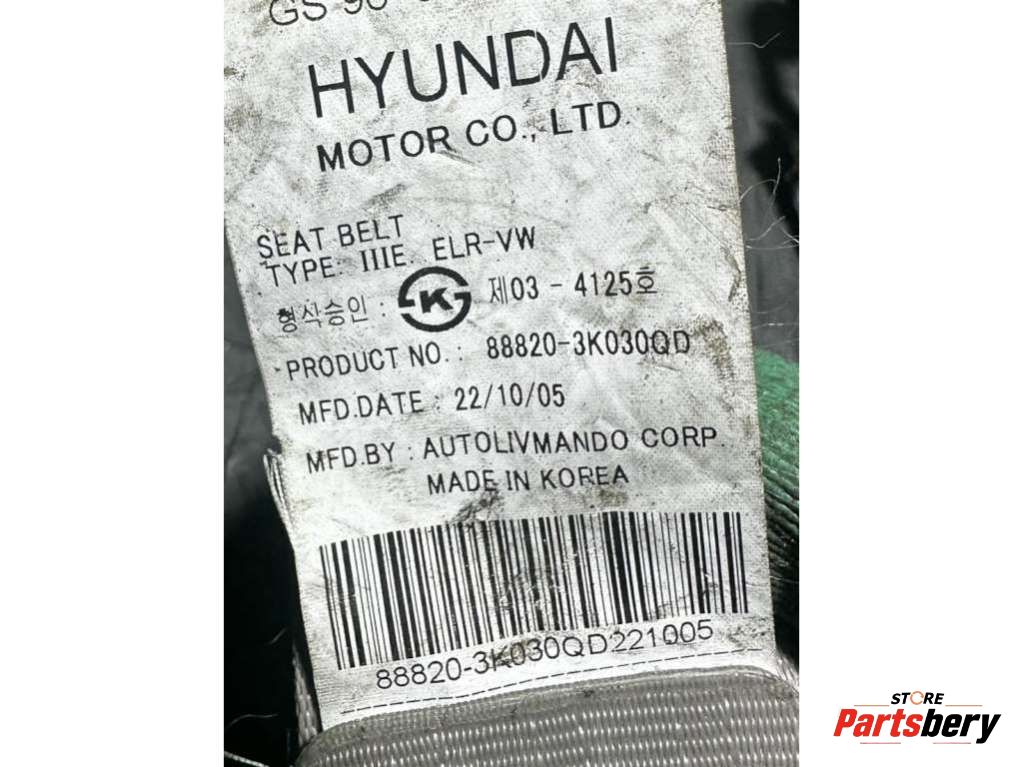 GS 96
HYUNDAI
MOTOR CO., LTD.
SEAT BELT
TYPE: IIIE. ELR-VW
형식승인 : K 제03 - 4125호
PRODUCT NO. : 88820-3K030QD
MFD.DATE : 22/10/05
MFD.BY : AUTOLIVMANDO CORP.
MADE IN KOREA
88820-3K030QD221005
STORE
Partsbery